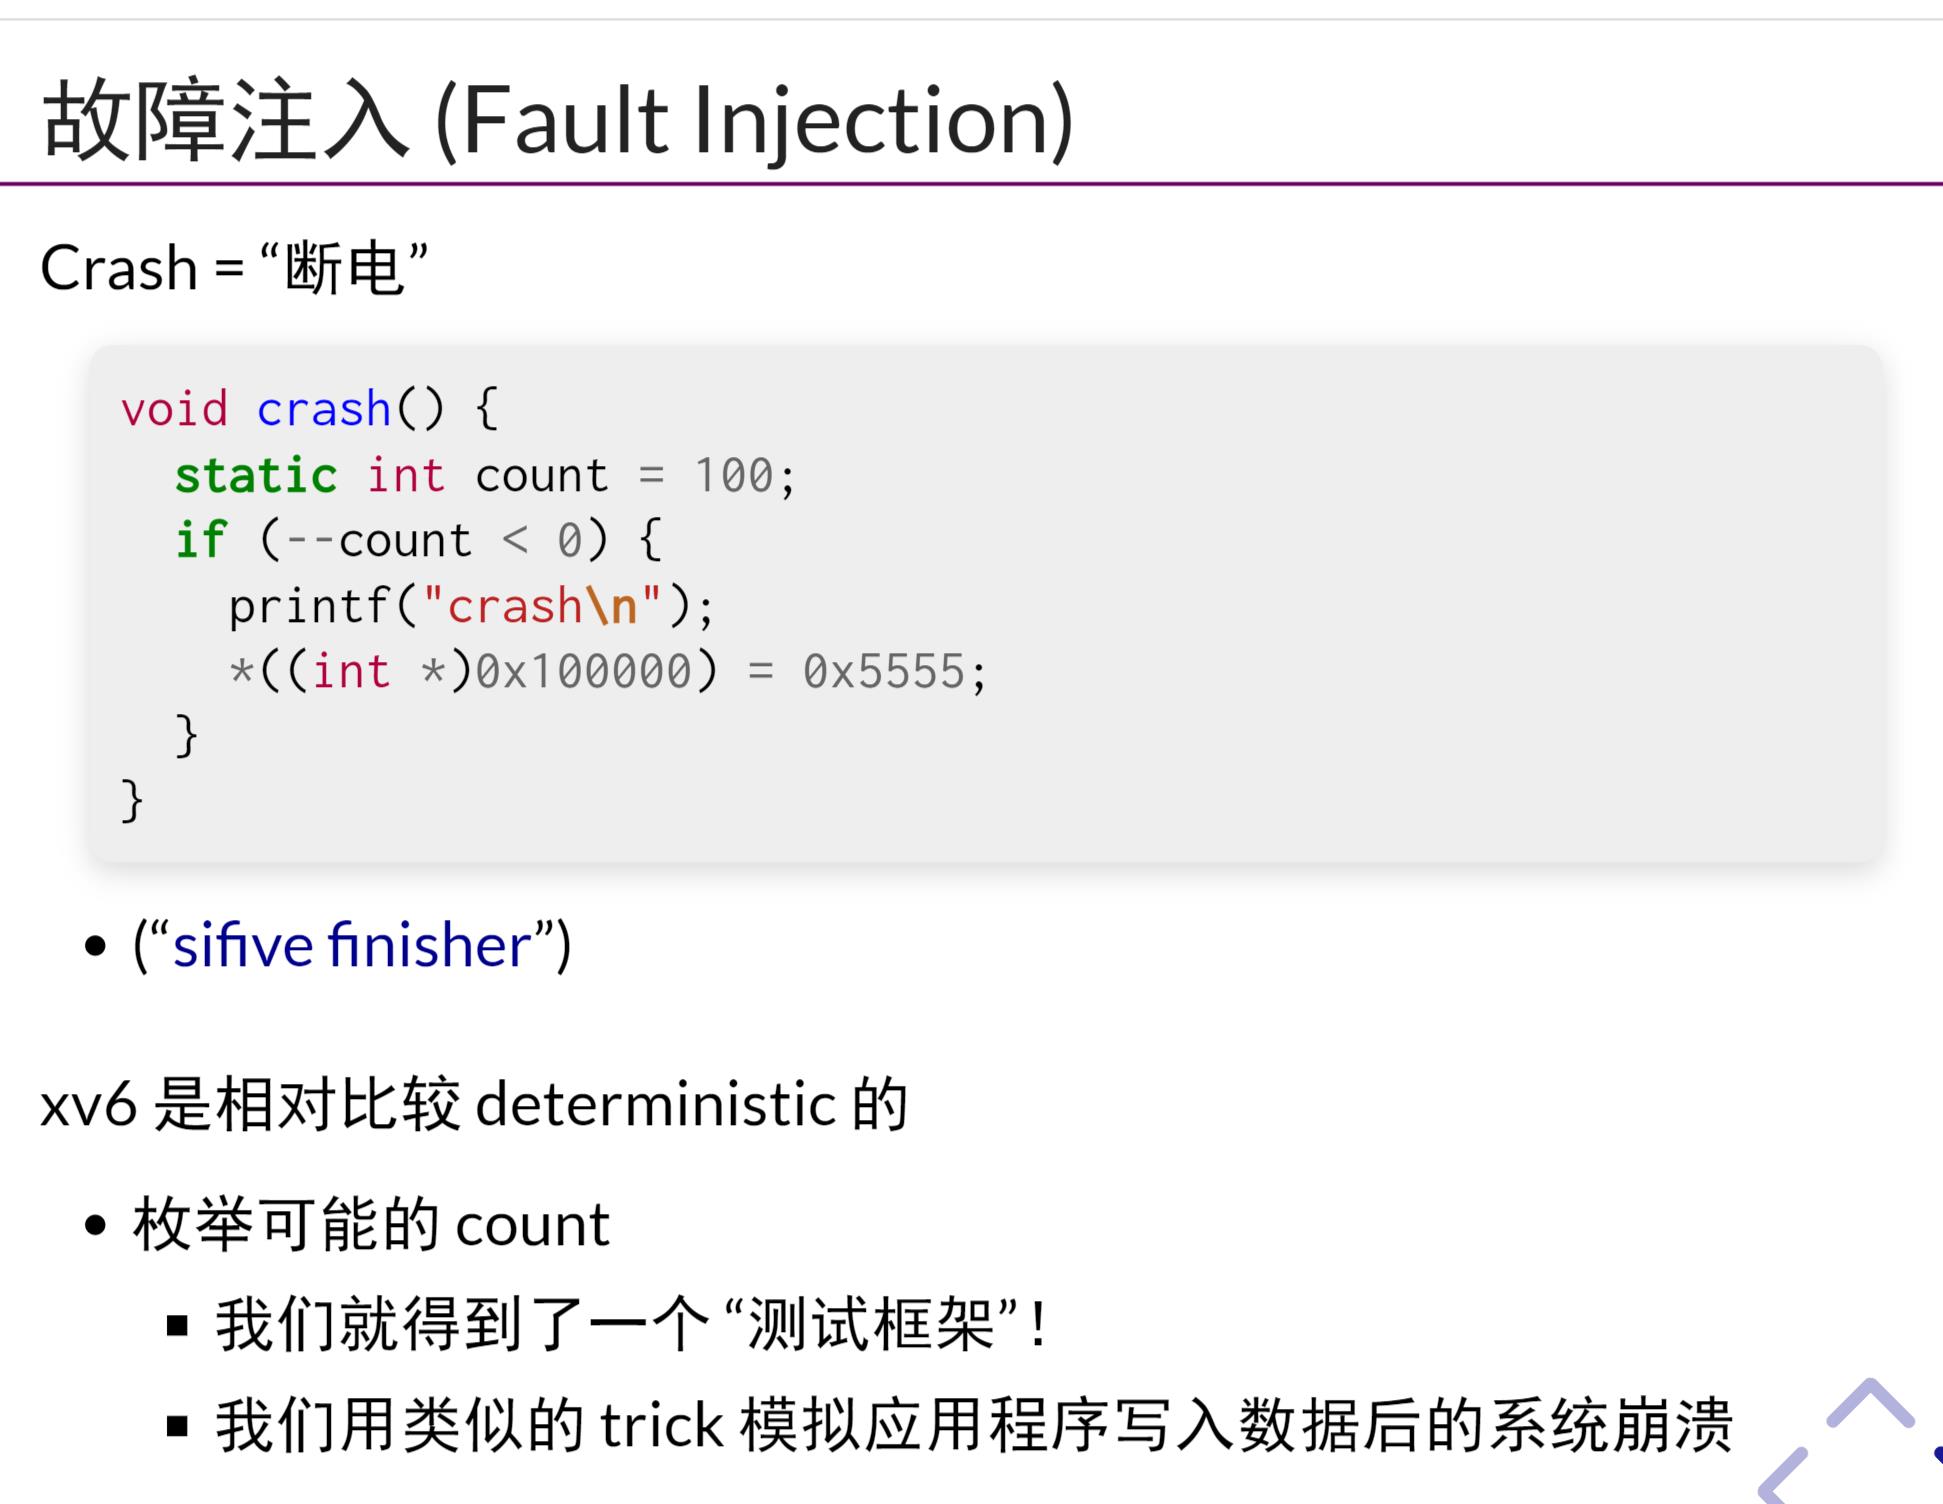 故障注入 (Fault Injection)
Crash = “断电”
void crash() {
  static int count = 100;
  if (--count < 0) {
    printf("crash\n");
    *((int *)0x100000) = 0x5555;
  }
}
• (“sifive finisher”)
xv6 是相对比较 deterministic 的
• 枚举可能的 count
▪ 我们就得到了一个 “测试框架”！
▪ 我们用类似的 trick 模拟应用程序写入数据后的系统崩溃